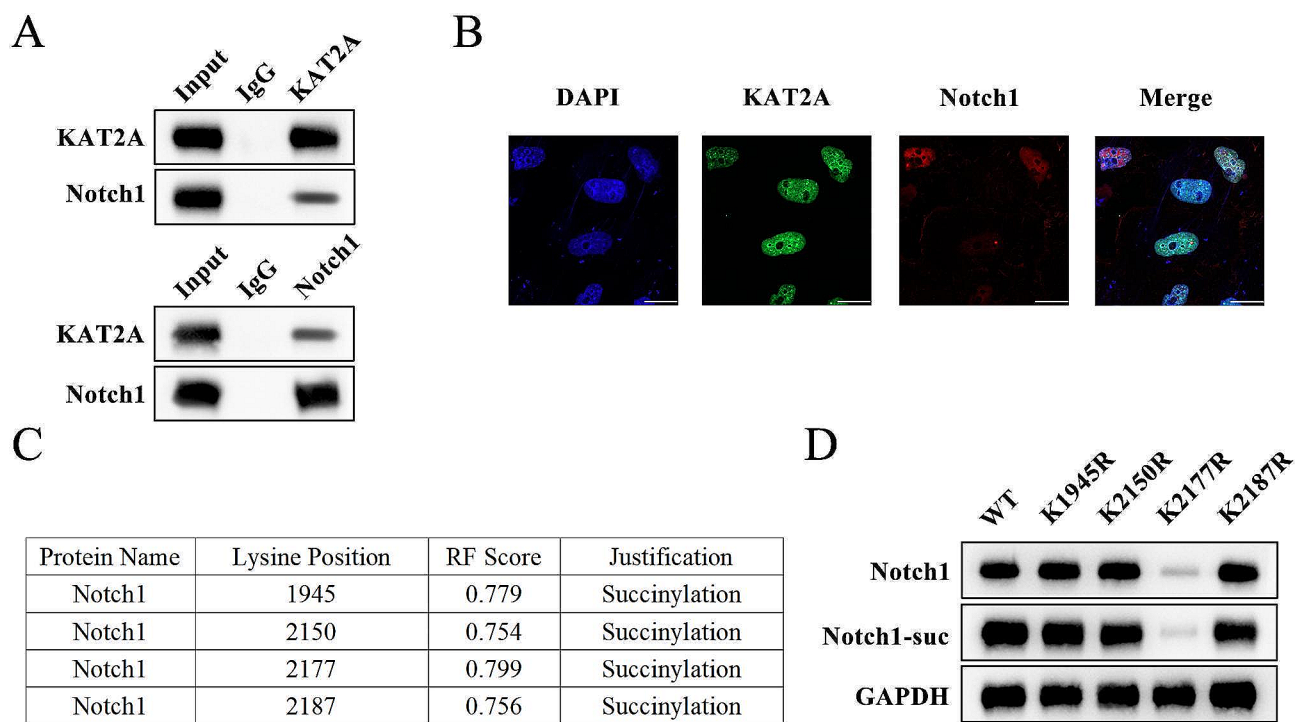 A
Input IgG KAT2A
KAT2A
Notch1
Input IgG Notch1
KAT2A
Notch1
B
DAPI KAT2A Notch1 Merge
C
Protein Name Lysine Position RF Score Justification
Notch1 1945 0.779 Succinylation
Notch1 2150 0.754 Succinylation
Notch1 2177 0.799 Succinylation
Notch1 2187 0.756 Succinylation
D
WT K1945R K2150R K2177R K2187R
Notch1
Notch1-suc
GAPDH